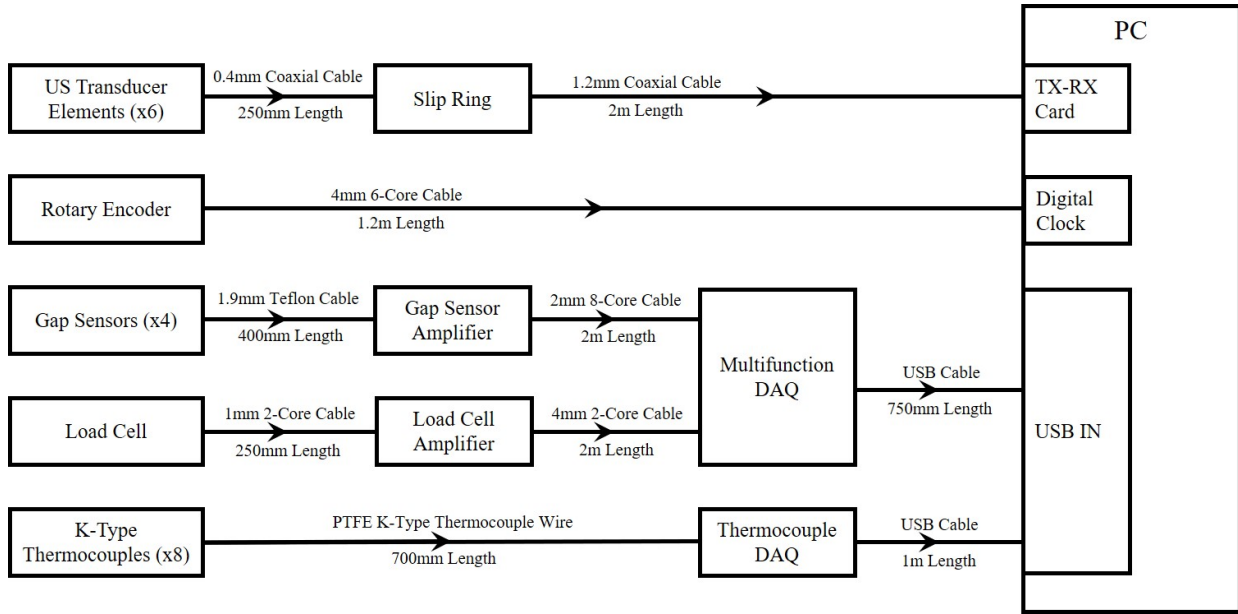 PC
0.4mm Coaxial Cable
1.2mm Coaxial Cable
US Transducer
Elements (x6)
Slip Ring
TX-RX
Card
250mm Length
2m Length
4mm 6-Core Cable
Rotary Encoder
Digital
Clock
1.2m Length
1.9mm Teflon Cable
2mm 8-Core Cable
Gap Sensors (x4)
Gap Sensor
Amplifier
400mm Length
2m Length
Multifunction
DAQ
USB Cable
750mm Length
1mm 2-Core Cable
4mm 2-Core Cable
Load Cell
Load Cell
Amplifier
USB IN
250mm Length
2m Length
PTFE K-Type Thermocouple Wire
USB Cable
K-Type
Thermocouples (x8)
Thermocouple
DAQ
700mm Length
1m Length